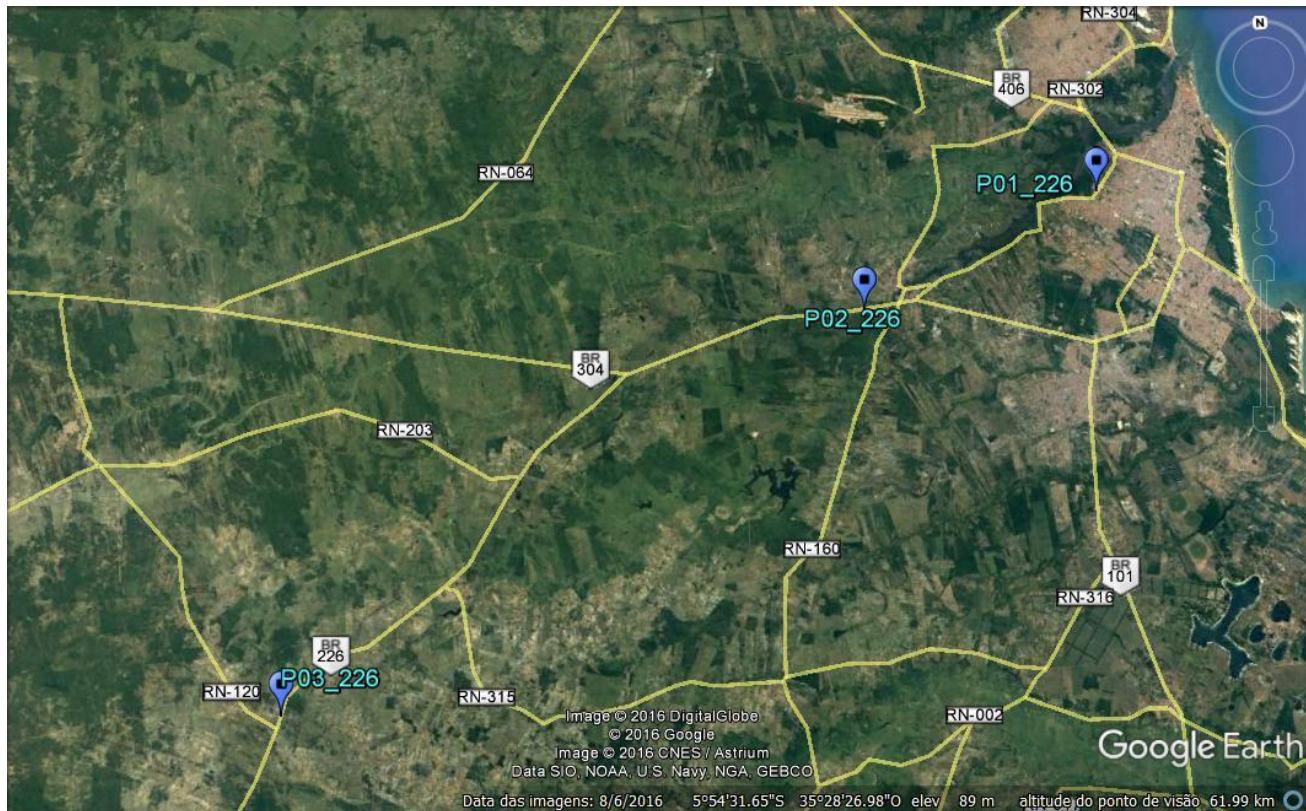 RN-304
N
BR
406
RN-302
RN-064
P01_226
P02_226
BR
304
RN-203
RN-160
BR
101
RN-316
BR
226
P03_226
RN-120
RN-315
RN-002
Image © 2016 DigitalGlobe
© 2016 Google
Image © 2016 CNES / Astrium
Data SIO, NOAA, U.S. Navy, NGA, GEBCO
Google Earth
Data das imagens: 8/6/2016 5°54'31.65"S 35°28'26.98"O elev 89 m altitude do ponto de visão 61.99 km